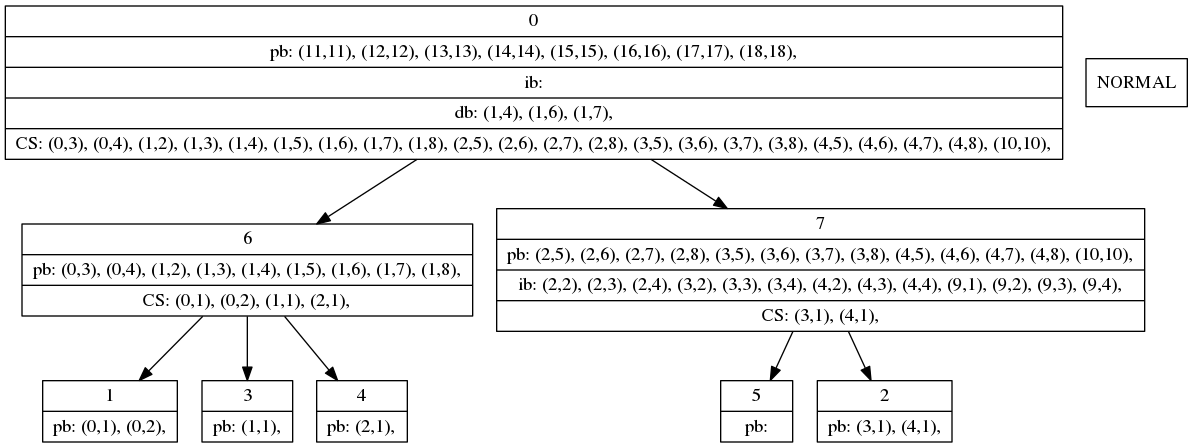 0
pb: (11,11), (12,12), (13,13), (14,14), (15,15), (16,16), (17,17), (18,18),
ib:
db: (1,4), (1,6), (1,7),
CS: (0,3), (0,4), (1,2), (1,3), (1,4), (1,5), (1,6), (1,7), (1,8), (2,5), (2,6), (2,7), (2,8), (3,5), (3,6), (3,7), (3,8), (4,5), (4,6), (4,7), (4,8), (10,10),
NORMAL
6
pb: (0,3), (0,4), (1,2), (1,3), (1,4), (1,5), (1,6), (1,7), (1,8),
CS: (0,1), (0,2), (1,1), (2,1),
7
pb: (2,5), (2,6), (2,7), (2,8), (3,5), (3,6), (3,7), (3,8), (4,5), (4,6), (4,7), (4,8), (10,10),
ib: (2,2), (2,3), (2,4), (3,2), (3,3), (3,4), (4,2), (4,3), (4,4), (9,1), (9,2), (9,3), (9,4),
CS: (3,1), (4,1),
1
pb: (0,1), (0,2),
3
pb: (1,1),
4
pb: (2,1),
5
pb:
2
pb: (3,1), (4,1),